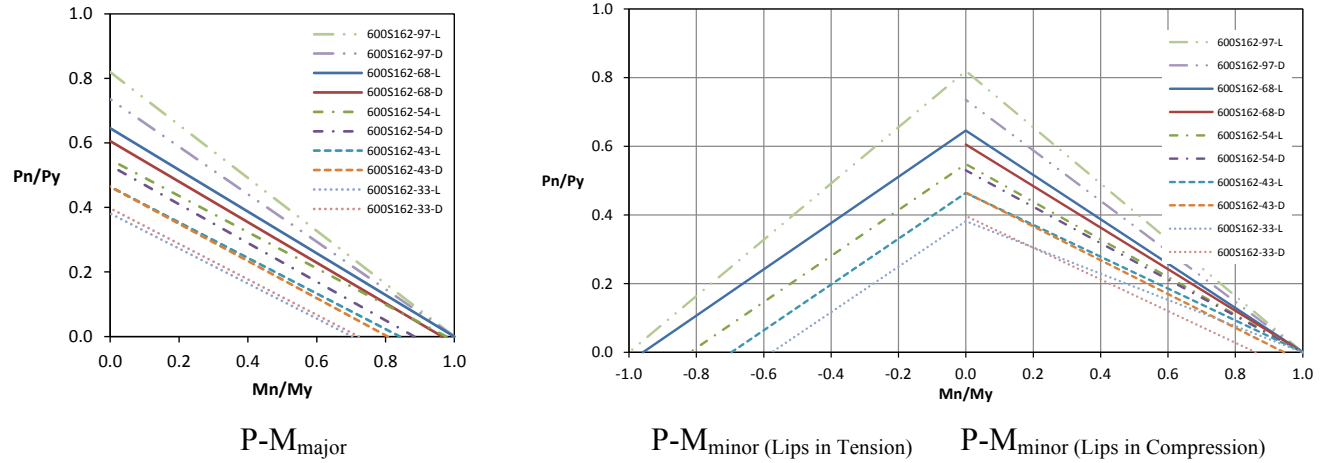 1.0
0.8
0.6
0.4
0.2
0.0
Pn/Py
0.0 0.2 0.4 0.6 0.8 1.0
Mn/My
600S162-97-L
600S162-97-D
600S162-68-L
600S162-68-D
600S162-54-L
600S162-54-D
600S162-43-L
600S162-43-D
600S162-33-L
600S162-33-D
P-Mmajor
1.0
0.8
0.6
0.4
0.2
0.0
Pn/Py
-1.0 -0.8 -0.6 -0.4 -0.2 0.0 0.2 0.4 0.6 0.8 1.0
Mn/My
600S162-97-L
600S162-97-D
600S162-68-L
600S162-68-D
600S162-54-L
600S162-54-D
600S162-43-L
600S162-43-D
600S162-33-L
600S162-33-D
P-Mminor (Lips in Tension) P-Mminor (Lips in Compression)